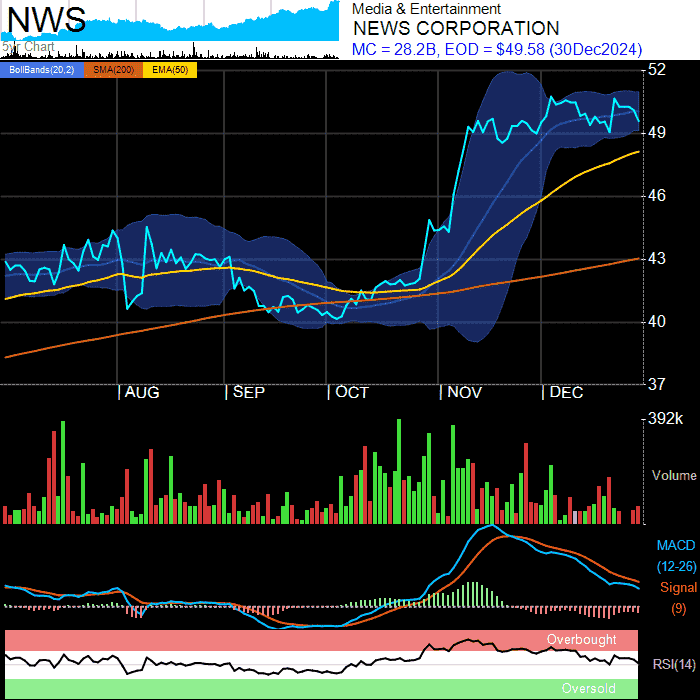 NWS
5yr Chart
Media & Entertainment
NEWS CORPORATION
MC = 28.2B, EOD = $49.58 (30Dec2024)
BollBands(20,2) SMA(200) EMA(50)
52
49
46
43
40
37
AUG SEP OCT NOV DEC
392k
Volume
MACD
(12-26)
Signal
(9)
Overbought
RSI(14)
Oversold